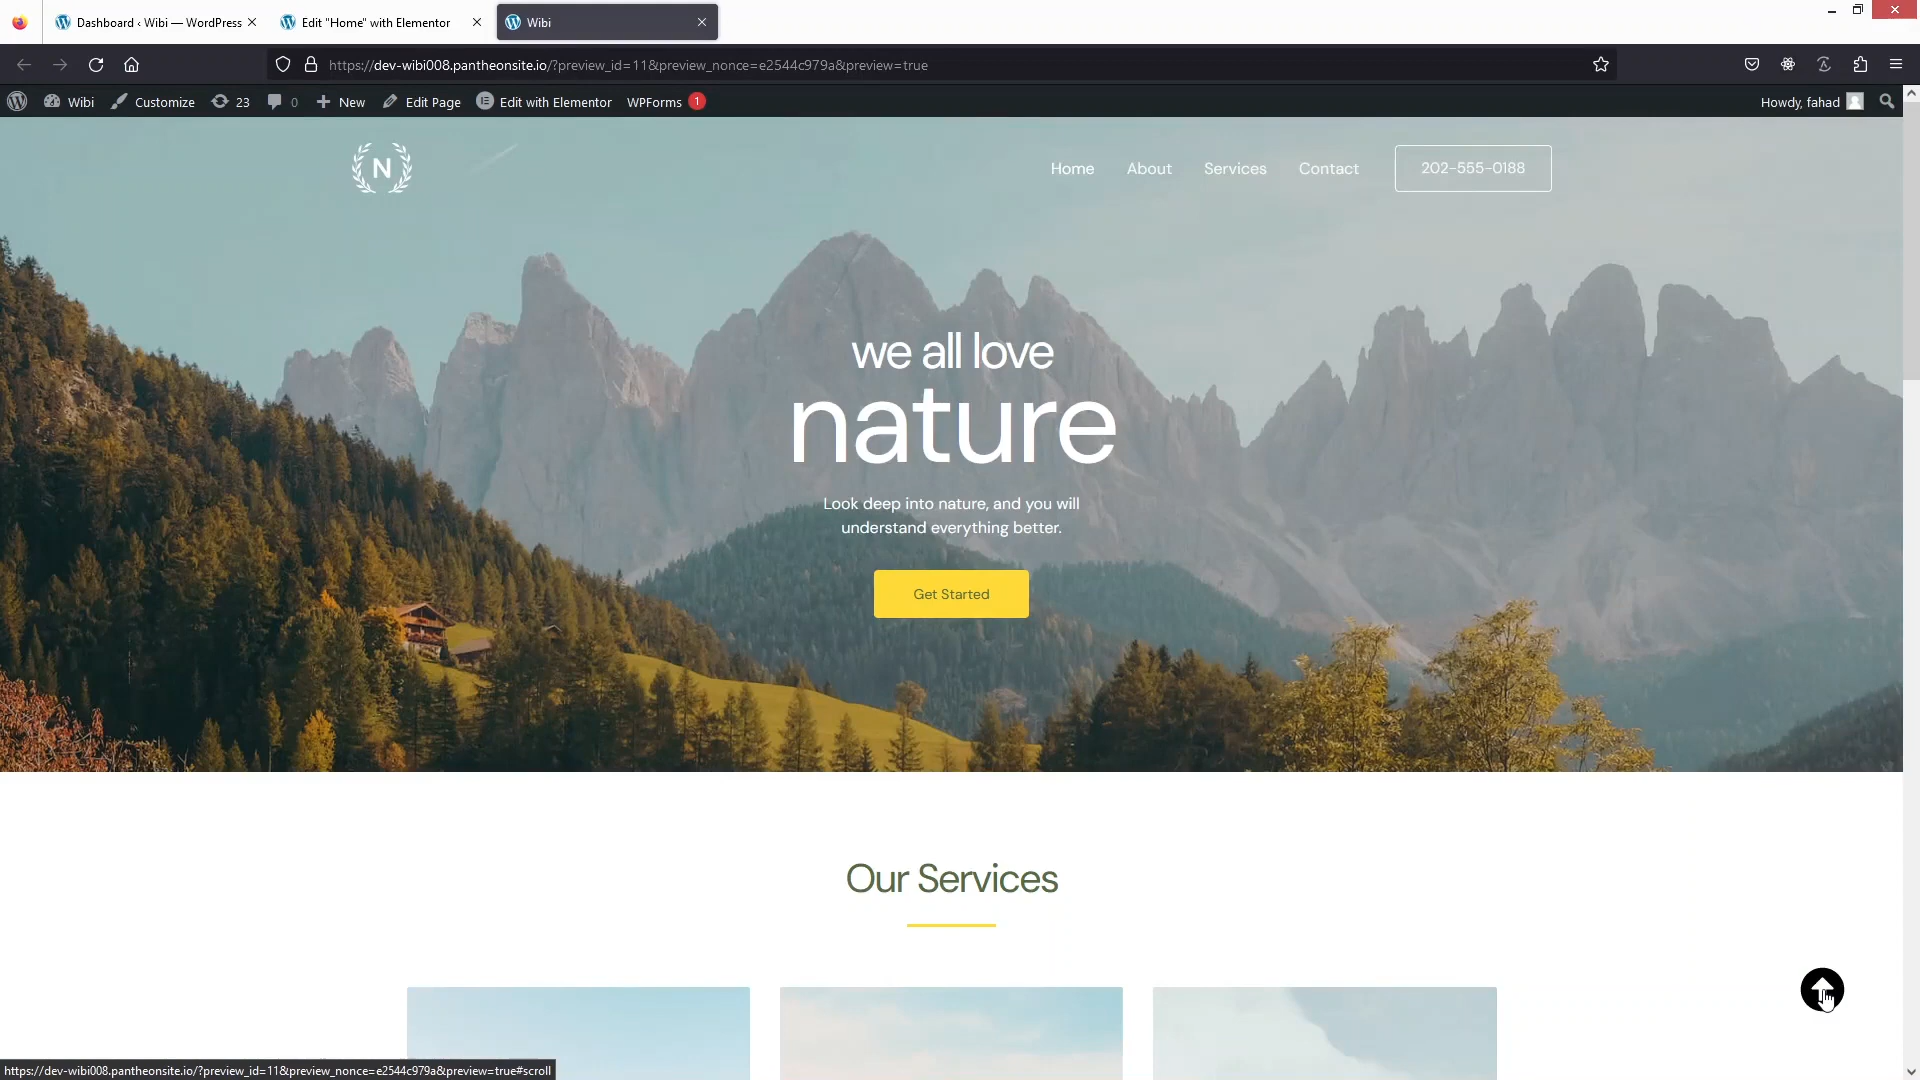 Dashboard ‹ Wibi — WordPress
Edit "Home" with Elementor
Wibi
https://dev-wibi008.pantheonsite.io/?preview_id=11&preview_nonce=e2544c979a&preview=true
Wibi
Customize
23
0
New
Edit Page
Edit with Elementor
WPForms 1
Howdy, fahad
N
Home
About
Services
Contact
202-555-0188
we all love
nature
Look deep into nature, and you will
understand everything better.
Get Started
Our Services
https://dev-wibi008.pantheonsite.io/?preview_id=11&preview_nonce=e2544c979a&preview=true#scroll